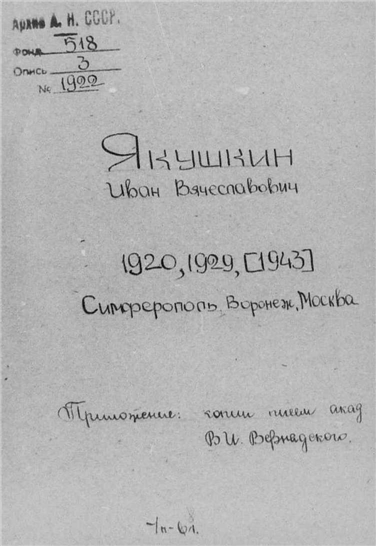 Архив А. Н. СССР.
Фонд 518
Опись 3
№ 1922
Якушкин
Иван Вячеславович
1920, 1929, [1943]
Симферополь, Воронеж, Москва
Приложение: копии писем акад
В.И. Вернадского.